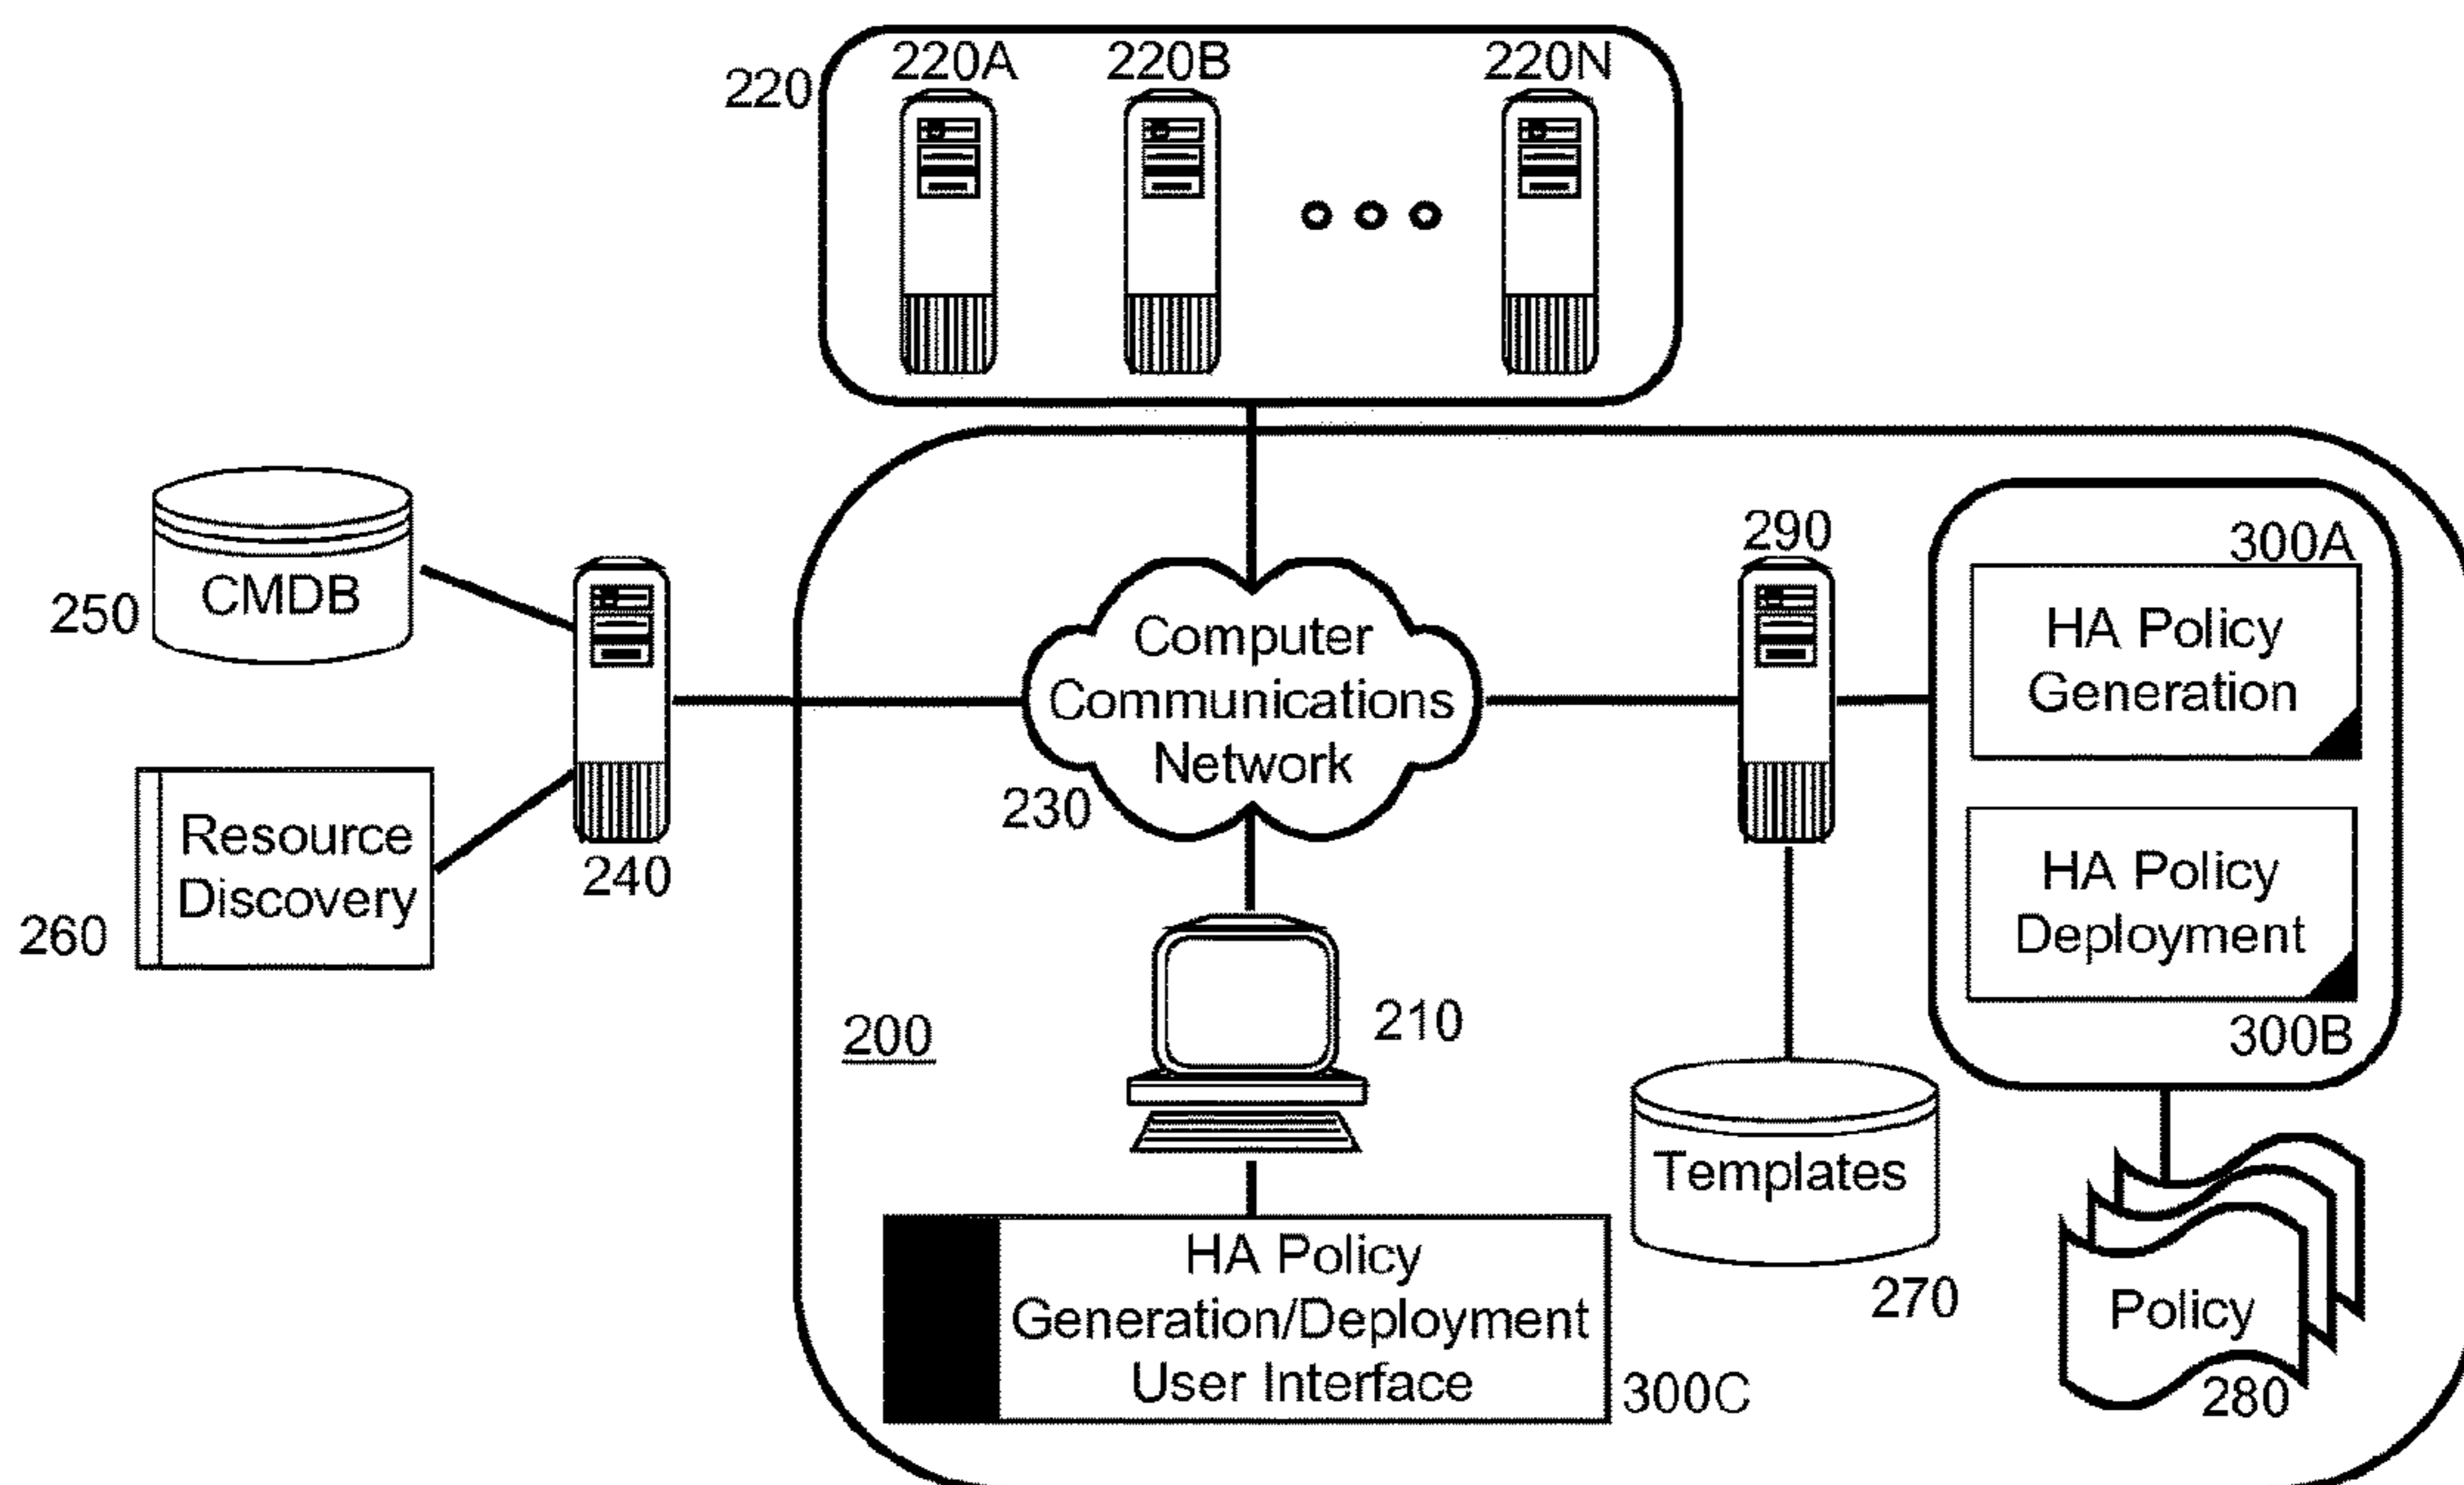 220A 220B 220N
220
CMDB
250
Resource
Discovery
260
240
Computer
Communications
Network
230
290
300A
HA Policy
Generation
HA Policy
Deployment
300B
200
210
Templates
270
HA Policy
Generation/Deployment
User Interface
300C
Policy
280